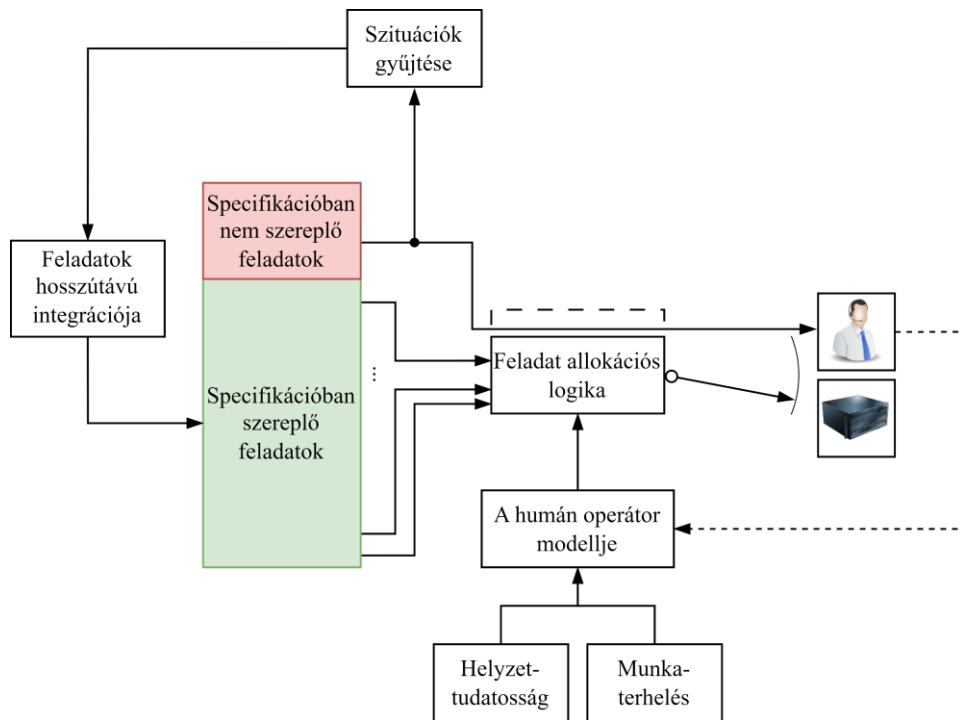 Szituációk
gyűjtése
Specifikációban
nem szereplő
feladatok
Feladatok
hosszútávú
integrációja
Specifikációban
szereplő
feladatok
...
Feladat allokációs
logika
A humán operátor
modellje
Helyzet-
tudatosság
Munka-
terhelés